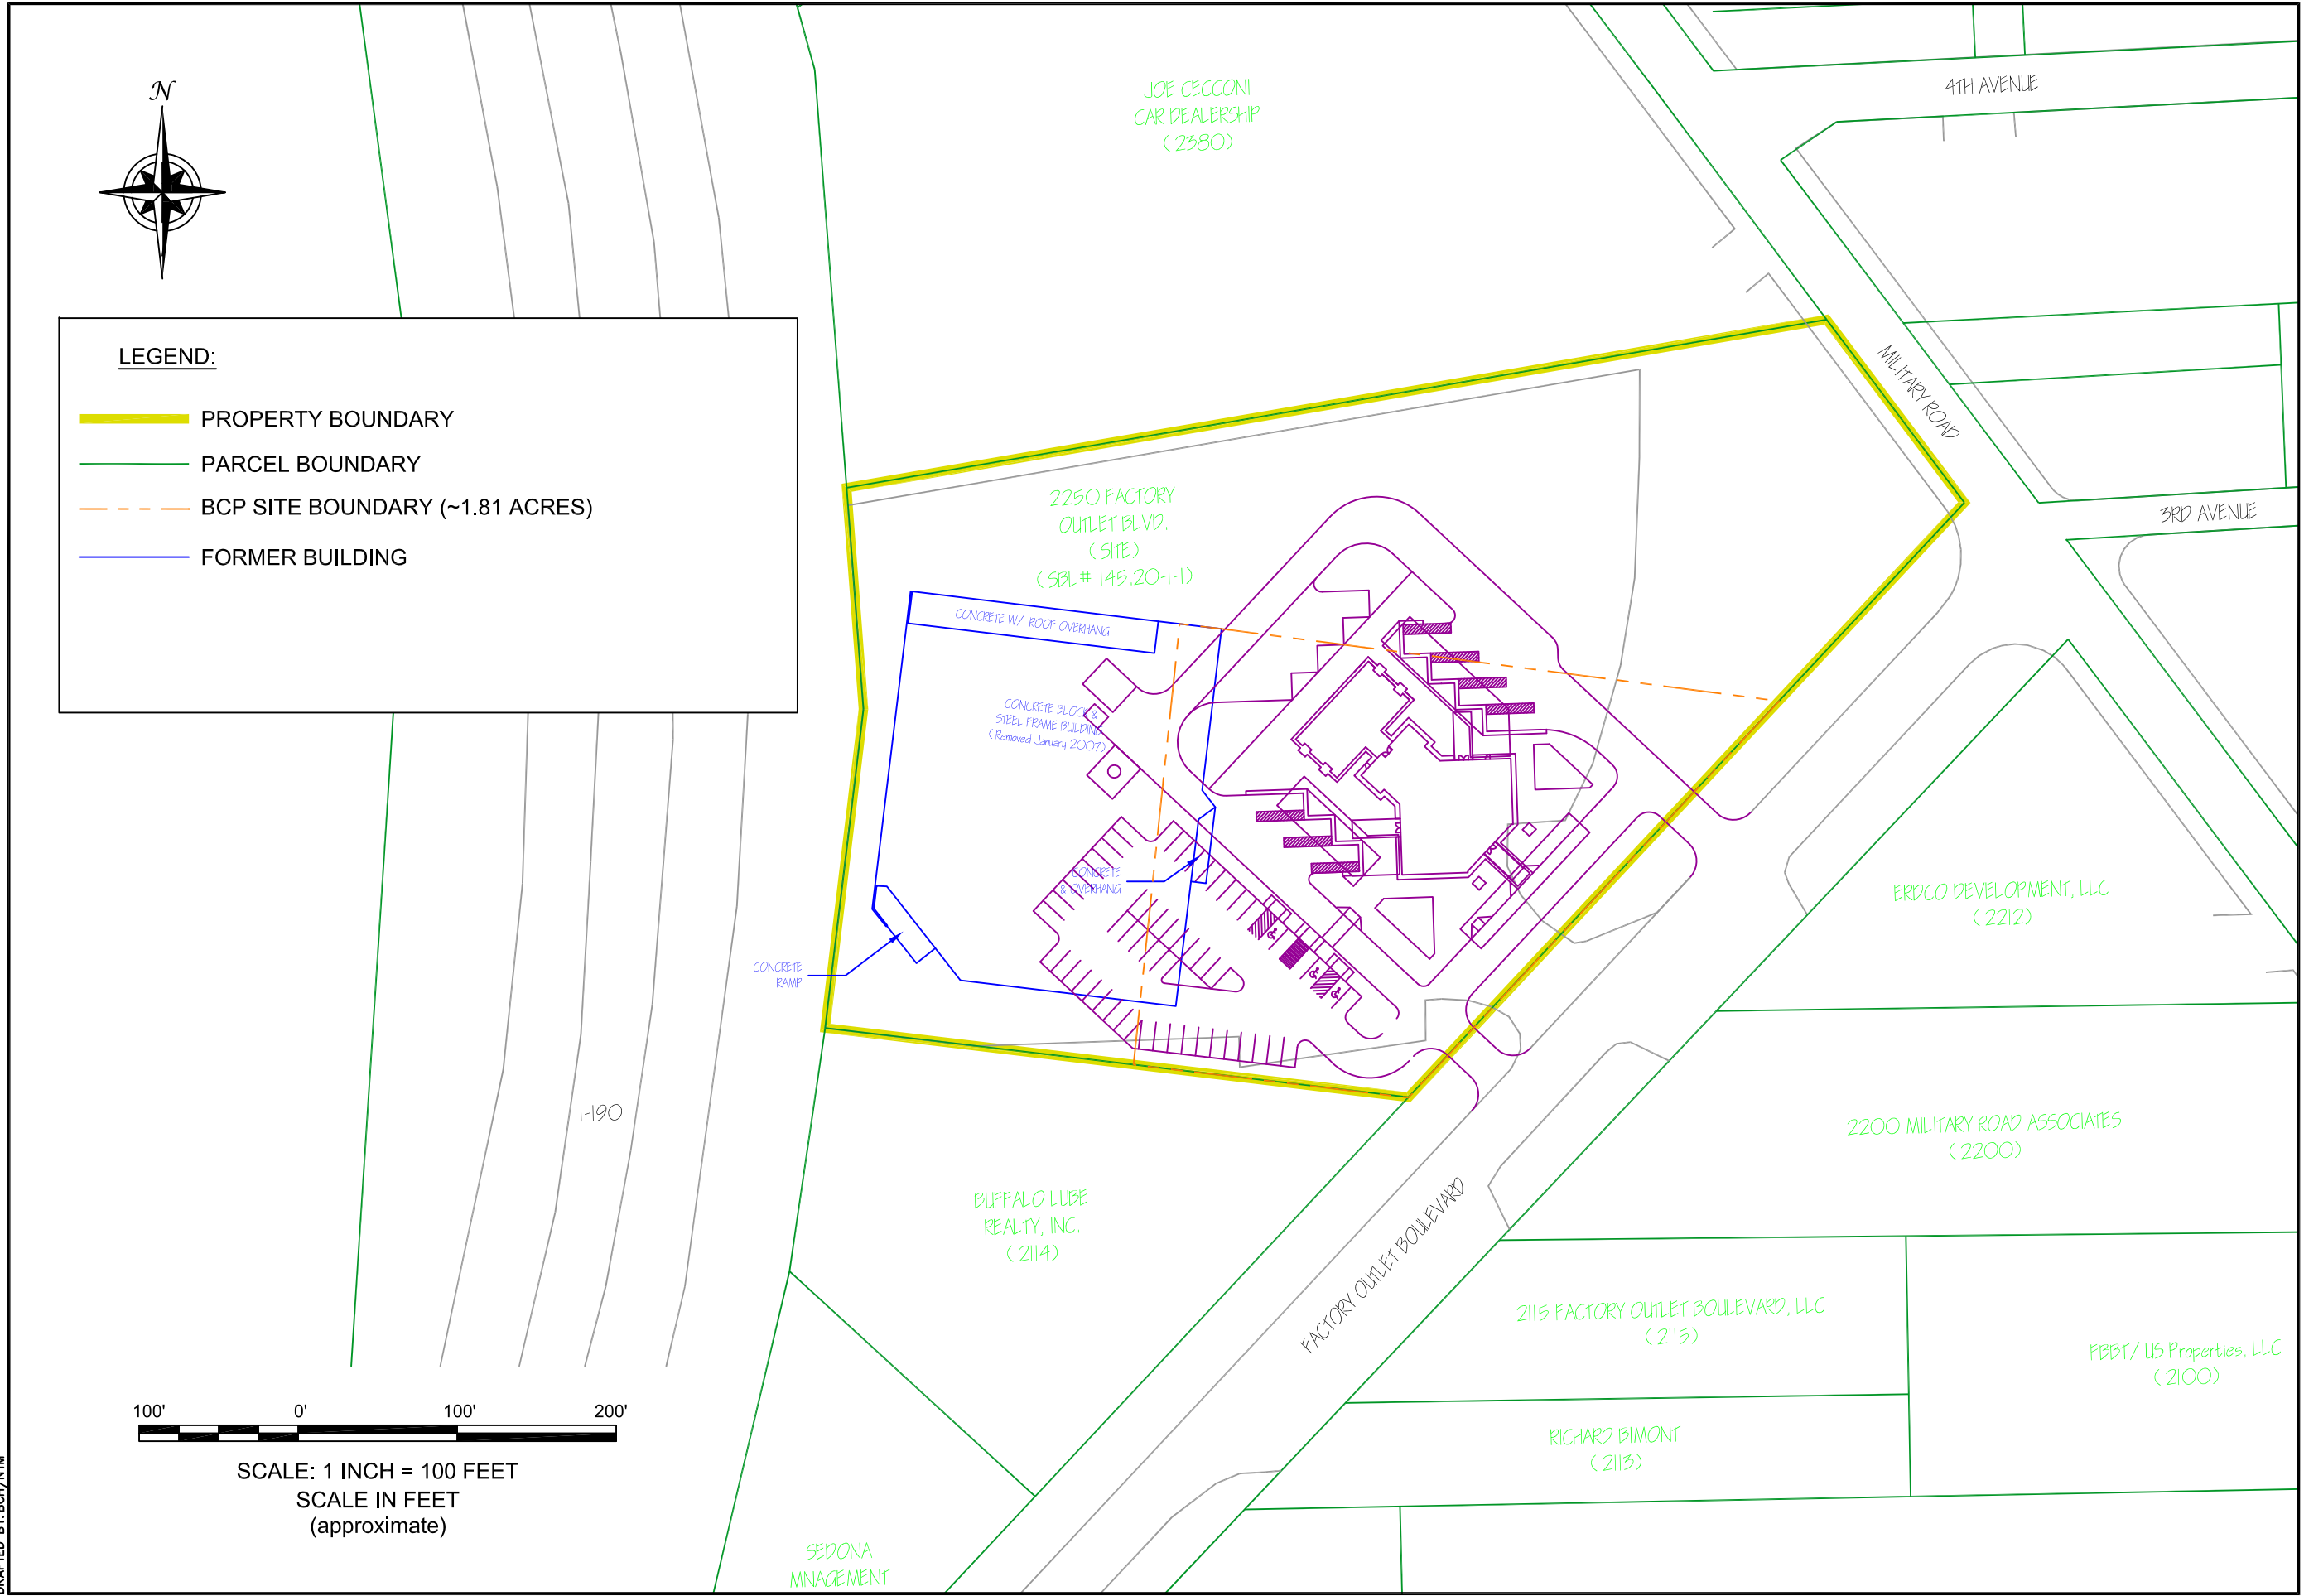 N
JOE CECCONI
CAR DEALERSHIP
(2380)
4TH AVENUE
LEGEND:
PROPERTY BOUNDARY
PARCEL BOUNDARY
BCP SITE BOUNDARY (~1.81 ACRES)
FORMER BUILDING
MILITARY ROAD
3RD AVENUE
2250 FACTORY
OUTLET BLVD.
(SITE)
(SBL# 145.20-1-1)
CONCRETE W/ ROOF OVERHANG
CONCRETE BLOCK &
STEEL FRAME BUILDING
(Removed January 2007)
CONCRETE
& OVERHANG
CONCRETE
RAMP
ERDCO DEVELOPMENT, LLC
(2212)
I-190
2200 MILITARY ROAD ASSOCIATES
(2200)
BUFFALO LUBE
REALTY, INC.
(2114)
FACTORY OUTLET BOULEVARD
2115 FACTORY OUTLET BOULEVARD, LLC
(2115)
FBBT/ US Properties, LLC
(2100)
RICHARD BIMONT
(2113)
100' 0' 100' 200'
SCALE: 1 INCH = 100 FEET
SCALE IN FEET
(approximate)
SEDONA
MNAGEMENT